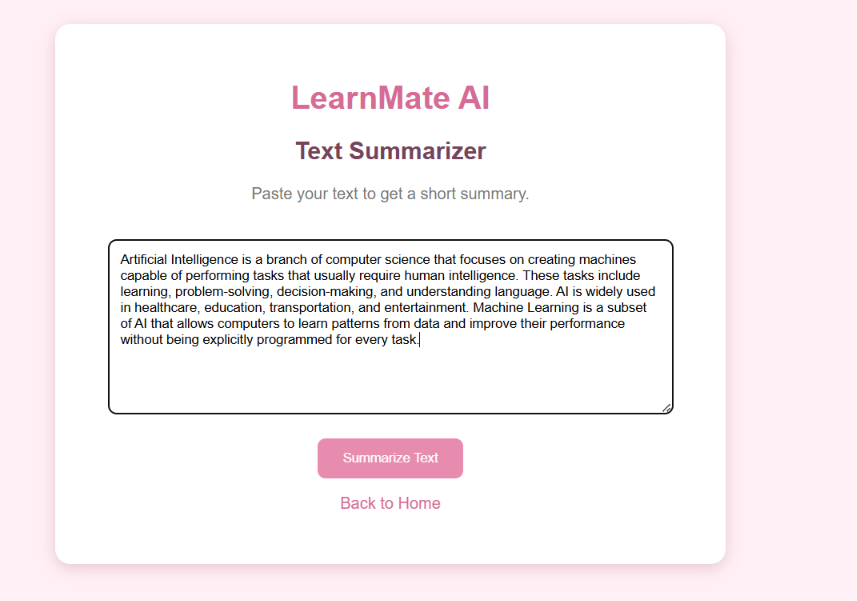 LearnMate AI
Text Summarizer
Paste your text to get a short summary.
Artificial Intelligence is a branch of computer science that focuses on creating machines
capable of performing tasks that usually require human intelligence. These tasks include
learning, problem-solving, decision-making, and understanding language. AI is widely used
in healthcare, education, transportation, and entertainment. Machine Learning is a subset
of AI that allows computers to learn patterns from data and improve their performance
without being explicitly programmed for every task.
Summarize Text
Back to Home